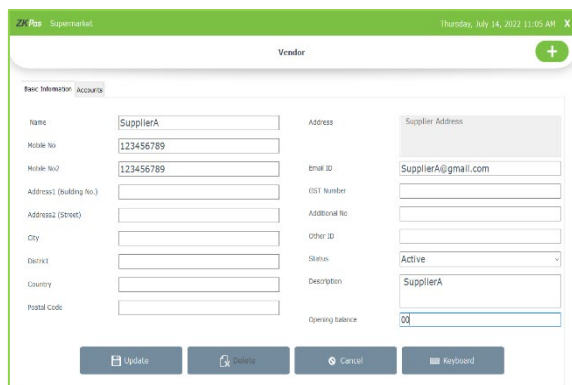 ZKPos Supermarket Thursday, July 14, 2022 11:05 AM X
Vendor
+
Basic Information Accounts
Name SupplierA Address Supplier Address
Mobile No 123456789
Mobile No2 123456789 Email ID SupplierA@gmail.com
Address1 (Bulding No.) GST Number
Address2 (Street) Additional No
City Other ID
District Status Active
Country Description SupplierA
Postal Code
Opening balance 00
Update Delete Cancel Keyboard